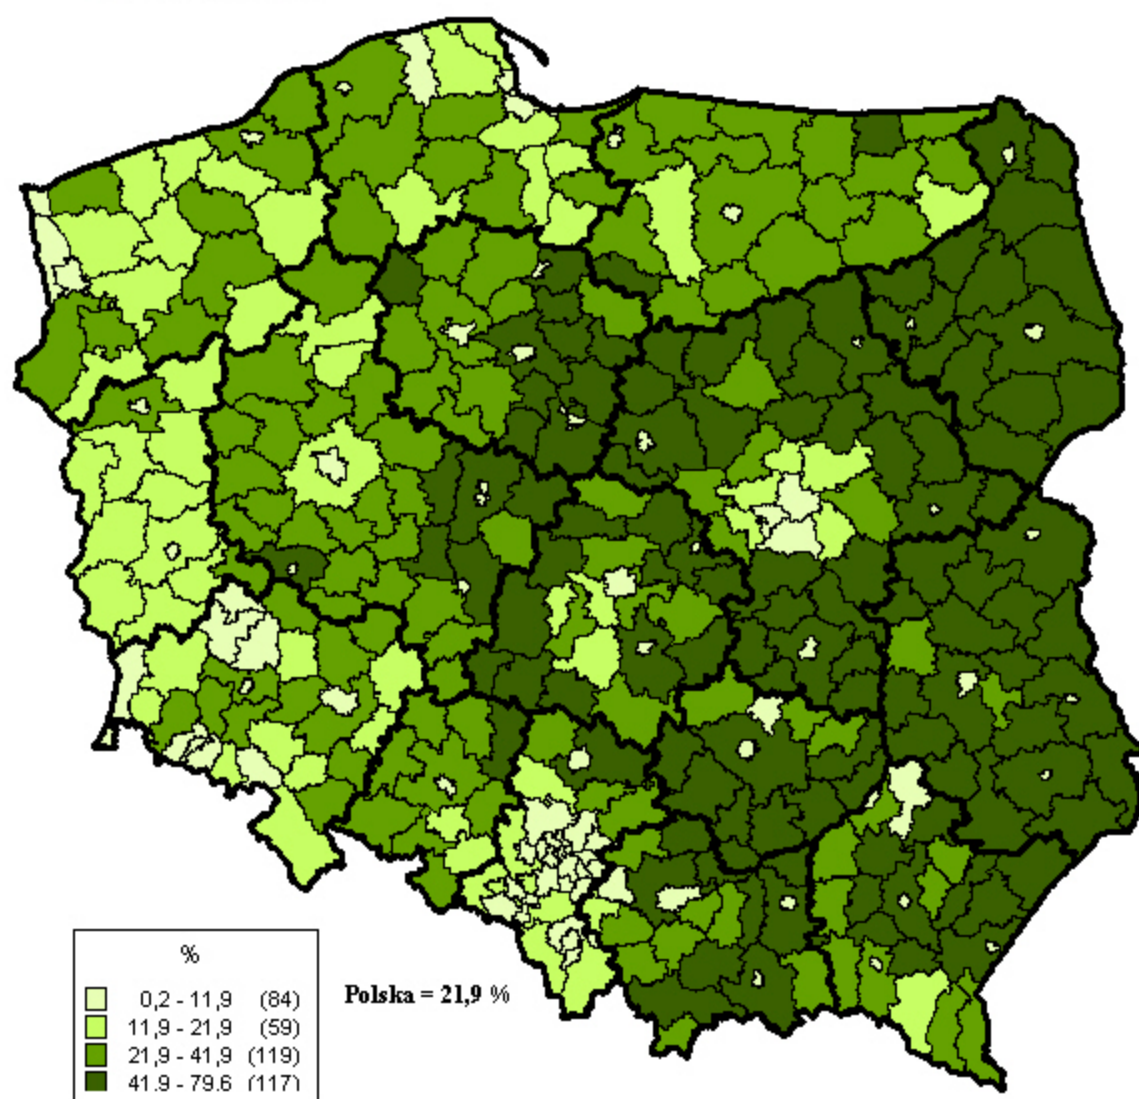 %
0,2 - 11,9 (84)
11,9 - 21,9 (59)
21,9 - 41,9 (119)
41.9 - 79.6 (117)
Polska = 21,9 %